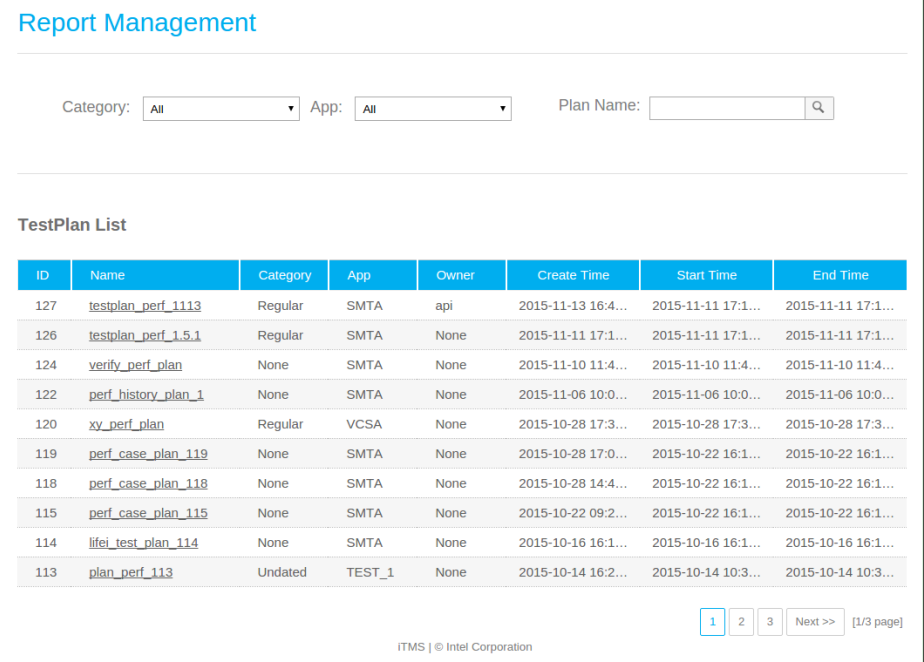 Report Management
Category: All App: All Plan Name:
TestPlan List
ID Name Category App Owner Create Time Start Time End Time
127 testplan_perf_1113 Regular SMTA api 2015-11-13 16:4... 2015-11-11 17:1... 2015-11-11 17:1...
126 testplan_perf_1.5.1 Regular SMTA None 2015-11-11 17:1... 2015-11-11 17:1... 2015-11-11 17:1...
124 verify_perf_plan None SMTA None 2015-11-10 11:4... 2015-11-10 11:4... 2015-11-10 11:4...
122 perf_history_plan_1 None SMTA None 2015-11-06 10:0... 2015-11-06 10:0... 2015-11-06 10:0...
120 xy_perf_plan Regular VCSA None 2015-10-28 17:3... 2015-10-28 17:3... 2015-10-28 17:3...
119 perf_case_plan_119 None SMTA None 2015-10-28 17:0... 2015-10-22 16:1... 2015-10-22 16:1...
118 perf_case_plan_118 None SMTA None 2015-10-28 14:4... 2015-10-22 16:1... 2015-10-22 16:1...
115 perf_case_plan_115 None SMTA None 2015-10-22 09:2... 2015-10-22 16:1... 2015-10-22 16:1...
114 lifei_test_plan_114 None SMTA None 2015-10-16 16:1... 2015-10-16 16:1... 2015-10-16 16:1...
113 plan_perf_113 Undated TEST_1 None 2015-10-14 16:2... 2015-10-14 10:3... 2015-10-14 10:3...
1 2 3 Next >> [1/3 page]
iTMS | © Intel Corporation